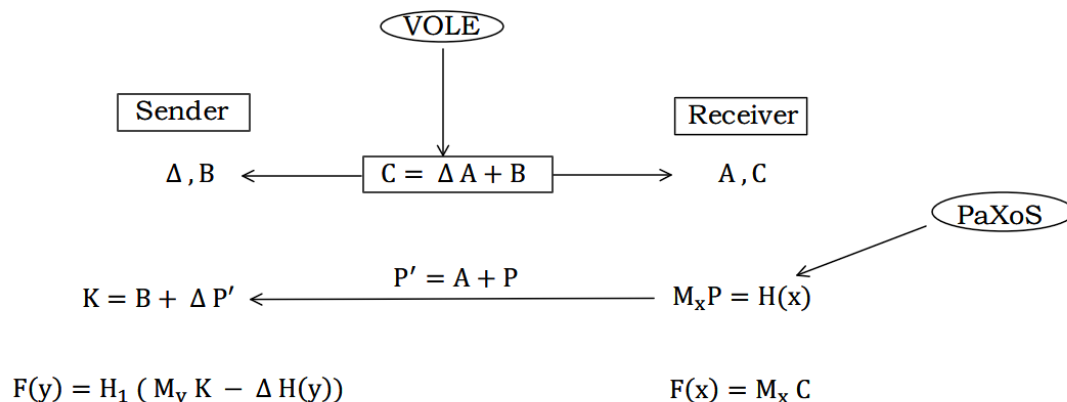 VOLE
Sender
Receiver
Δ , B
C = Δ A + B
A , C
PaXoS
P′ = A + P
K = B + Δ P′
MₓP = H(x)
F(y) = H₁ ( Mᵧ K − Δ H(y))
F(x) = Mₓ C